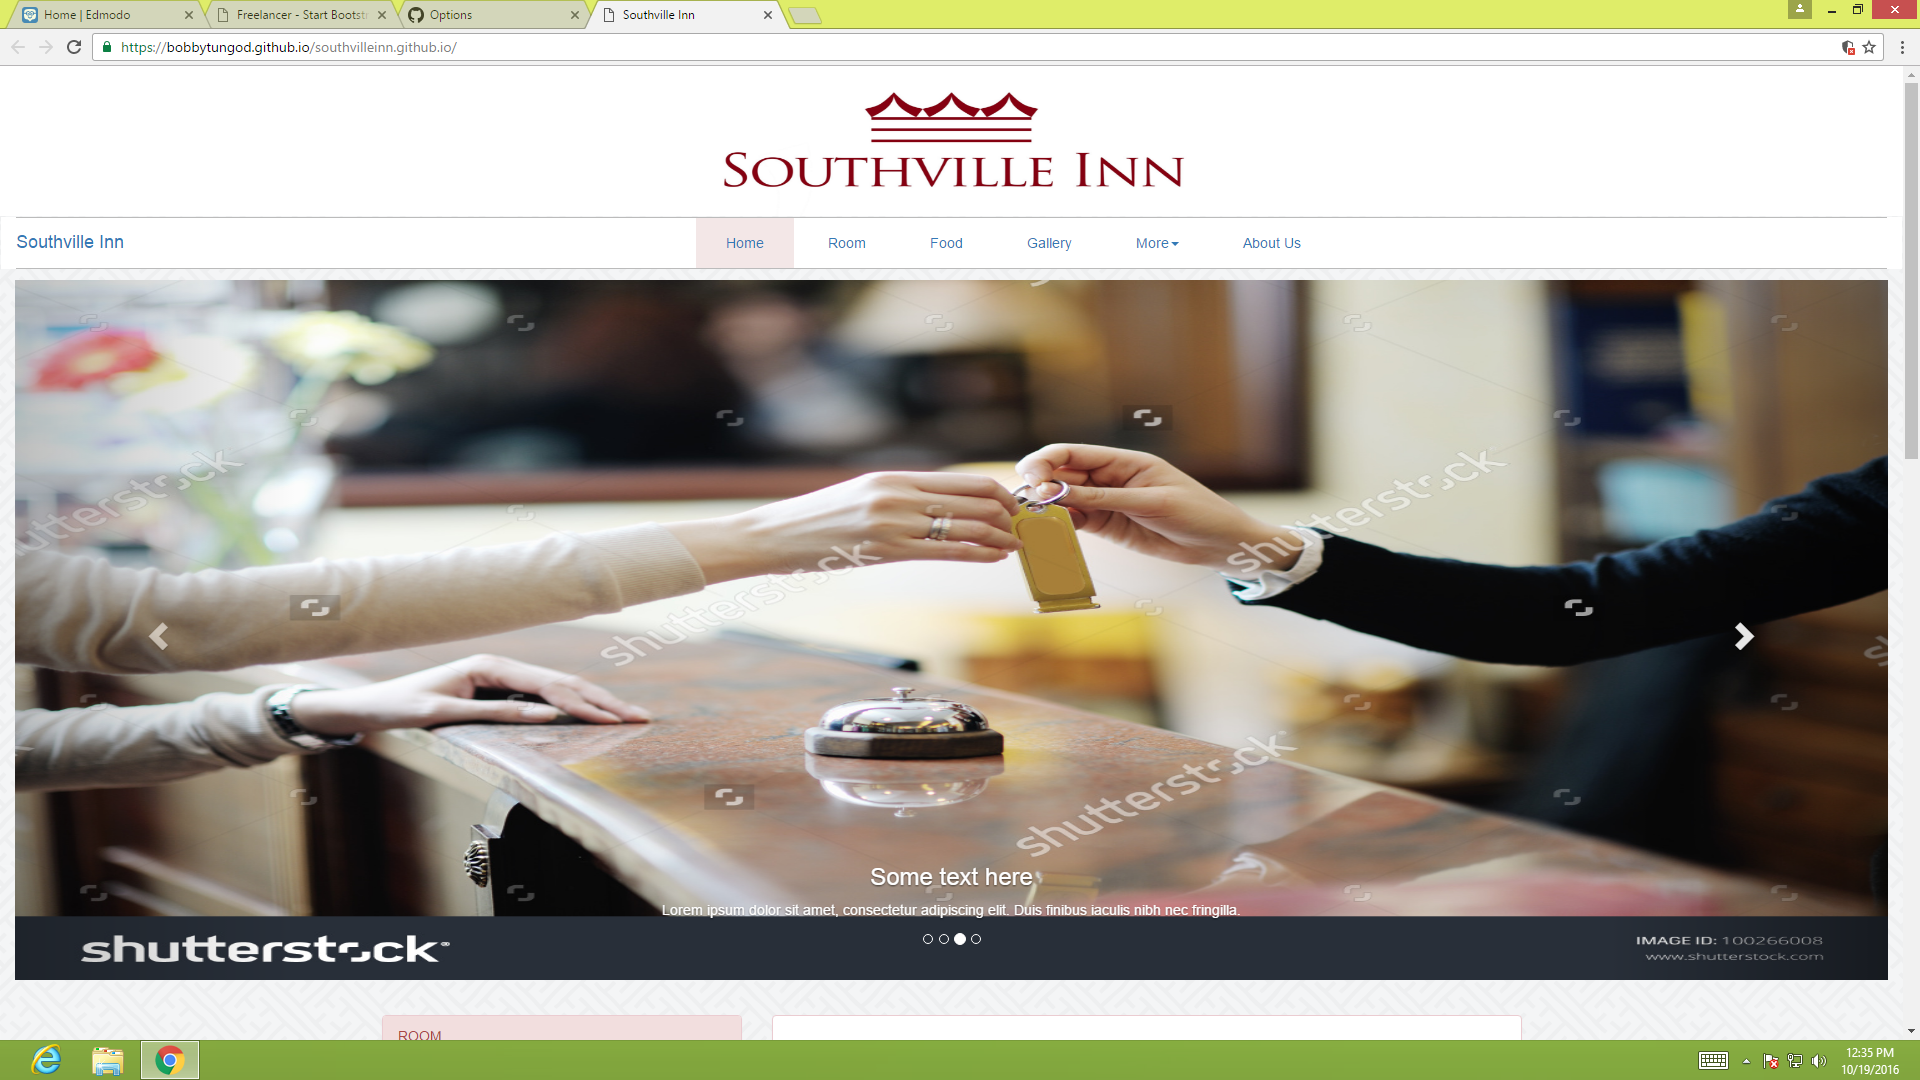 Home | Edmodo
Freelancer - Start Bootst
Options
Southville Inn
https://bobbytungod.github.io/southvilleinn.github.io/
SOUTHVILLE INN
Southville Inn
Home
Room
Food
Gallery
More
About Us
shutterstock
shutterstock
shutterstock
shutterstock
shutterstock
Some text here
Lorem ipsum dolor sit amet, consectetur adipiscing elit. Duis finibus iaculis nibh nec fringilla.
shutterstock
IMAGE ID: 100266008
www.shutterstock.com
ROOM
12:35 PM
10/19/2016